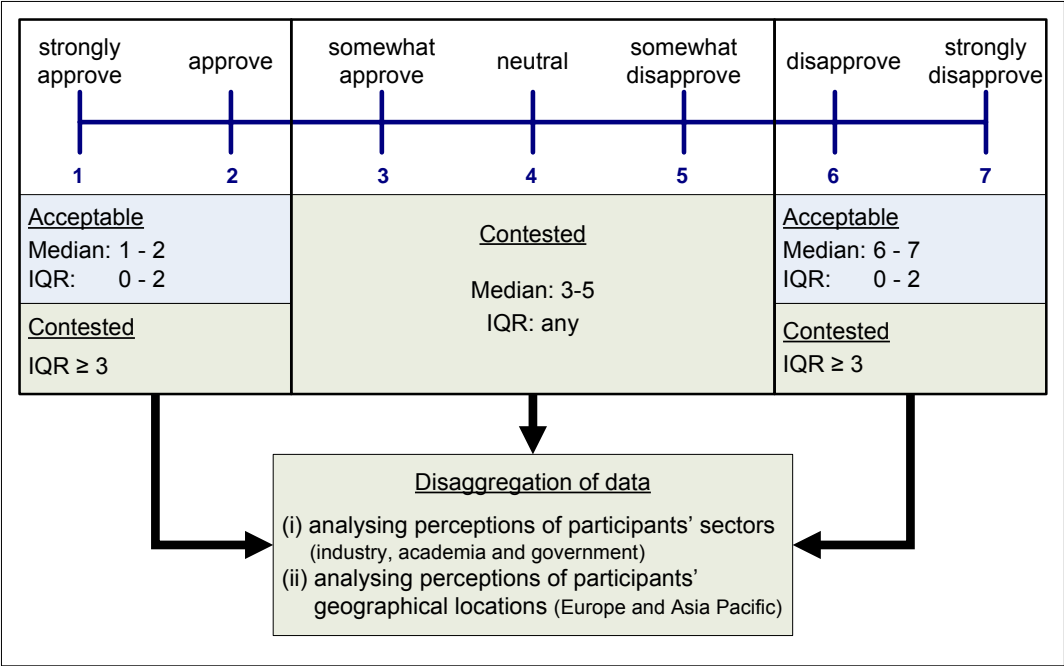 strongly
approve
approve
somewhat
approve
neutral
somewhat
disapprove
disapprove
strongly
disapprove
1
2
3
4
5
6
7
Acceptable
Median: 1 - 2
IQR: 0 - 2
Contested
IQR ≥ 3
Contested
Median: 3-5
IQR: any
Acceptable
Median: 6 - 7
IQR: 0 - 2
Contested
IQR ≥ 3
Disaggregation of data
(i) analysing perceptions of participants’ sectors
(industry, academia and government)
(ii) analysing perceptions of participants’
geographical locations (Europe and Asia Pacific)